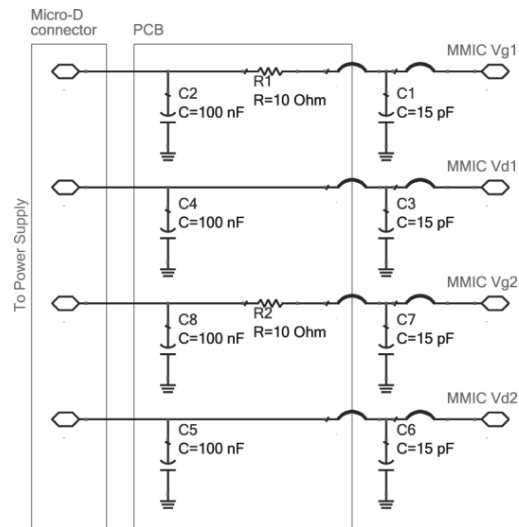 Micro-D
connector
PCB
MMIC Vg1
C2
C=100 nF
R1
R=10 Ohm
C1
C=15 pF
MMIC Vd1
C4
C=100 nF
C3
C=15 pF
To Power Supply
MMIC Vg2
C8
C=100 nF
R2
R=10 Ohm
C7
C=15 pF
MMIC Vd2
C5
C=100 nF
C6
C=15 pF